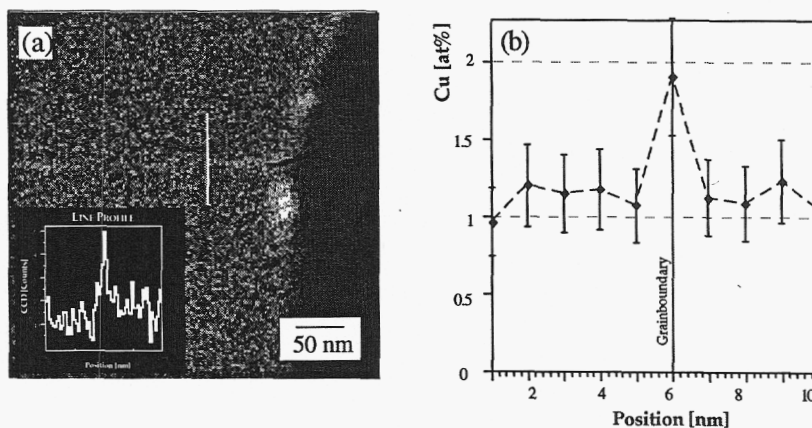 (a)
LINE PROFILE
CCD [Counts]
Position [nm]
50 nm
(b)
Cu [at%]
2
1.5
1
0.5
0
Grainboundary
2
4
6
8
10
Position [nm]